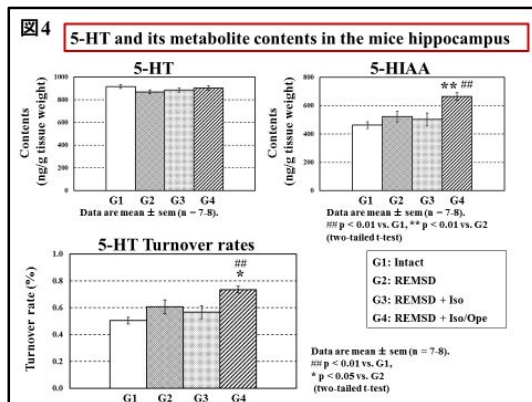 図4
5-HT and its metabolite contents in the mice hippocampus
5-HT
Contents
(ng/g tissue weight)
1000
800
600
400
200
0
G1 G2 G3 G4
Data are mean ± sem (n = 7-8).
5-HIAA
Contents
(ng/g tissue weight)
800
600
400
200
0
** ##
G1 G2 G3 G4
Data are mean ± sem (n = 7-8).
## p < 0.01 vs. G1, ** p < 0.01 vs. G2
(two-tailed t-test)
5-HT Turnover rates
Turnover rate (%)
1.0
0.8
0.6
0.4
0.2
0.0
##
*
G1 G2 G3 G4
G1: Intact
G2: REMSD
G3: REMSD + Iso
G4: REMSD + Iso/Ope
Data are mean ± sem (n = 7-8).
## p < 0.01 vs. G1,
* p < 0.05 vs. G2
(two-tailed t-test)